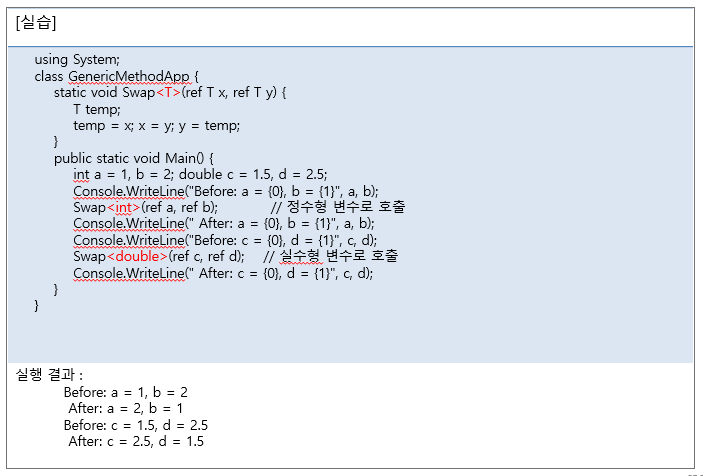 [실습]
using System;
class GenericMethodApp {
static void Swap<T>(ref T x, ref T y) {
T temp;
temp = x; x = y; y = temp;
}
public static void Main() {
int a = 1, b = 2; double c = 1.5, d = 2.5;
Console.WriteLine("Before: a = {0}, b = {1}", a, b);
Swap<int>(ref a, ref b); // 정수형 변수로 호출
Console.WriteLine(" After: a = {0}, b = {1}", a, b);
Console.WriteLine("Before: c = {0}, d = {1}", c, d);
Swap<double>(ref c, ref d); // 실수형 변수로 호출
Console.WriteLine(" After: c = {0}, d = {1}", c, d);
}
}
실행 결과 :
Before: a = 1, b = 2
After: a = 2, b = 1
Before: c = 1.5, d = 2.5
After: c = 2.5, d = 1.5